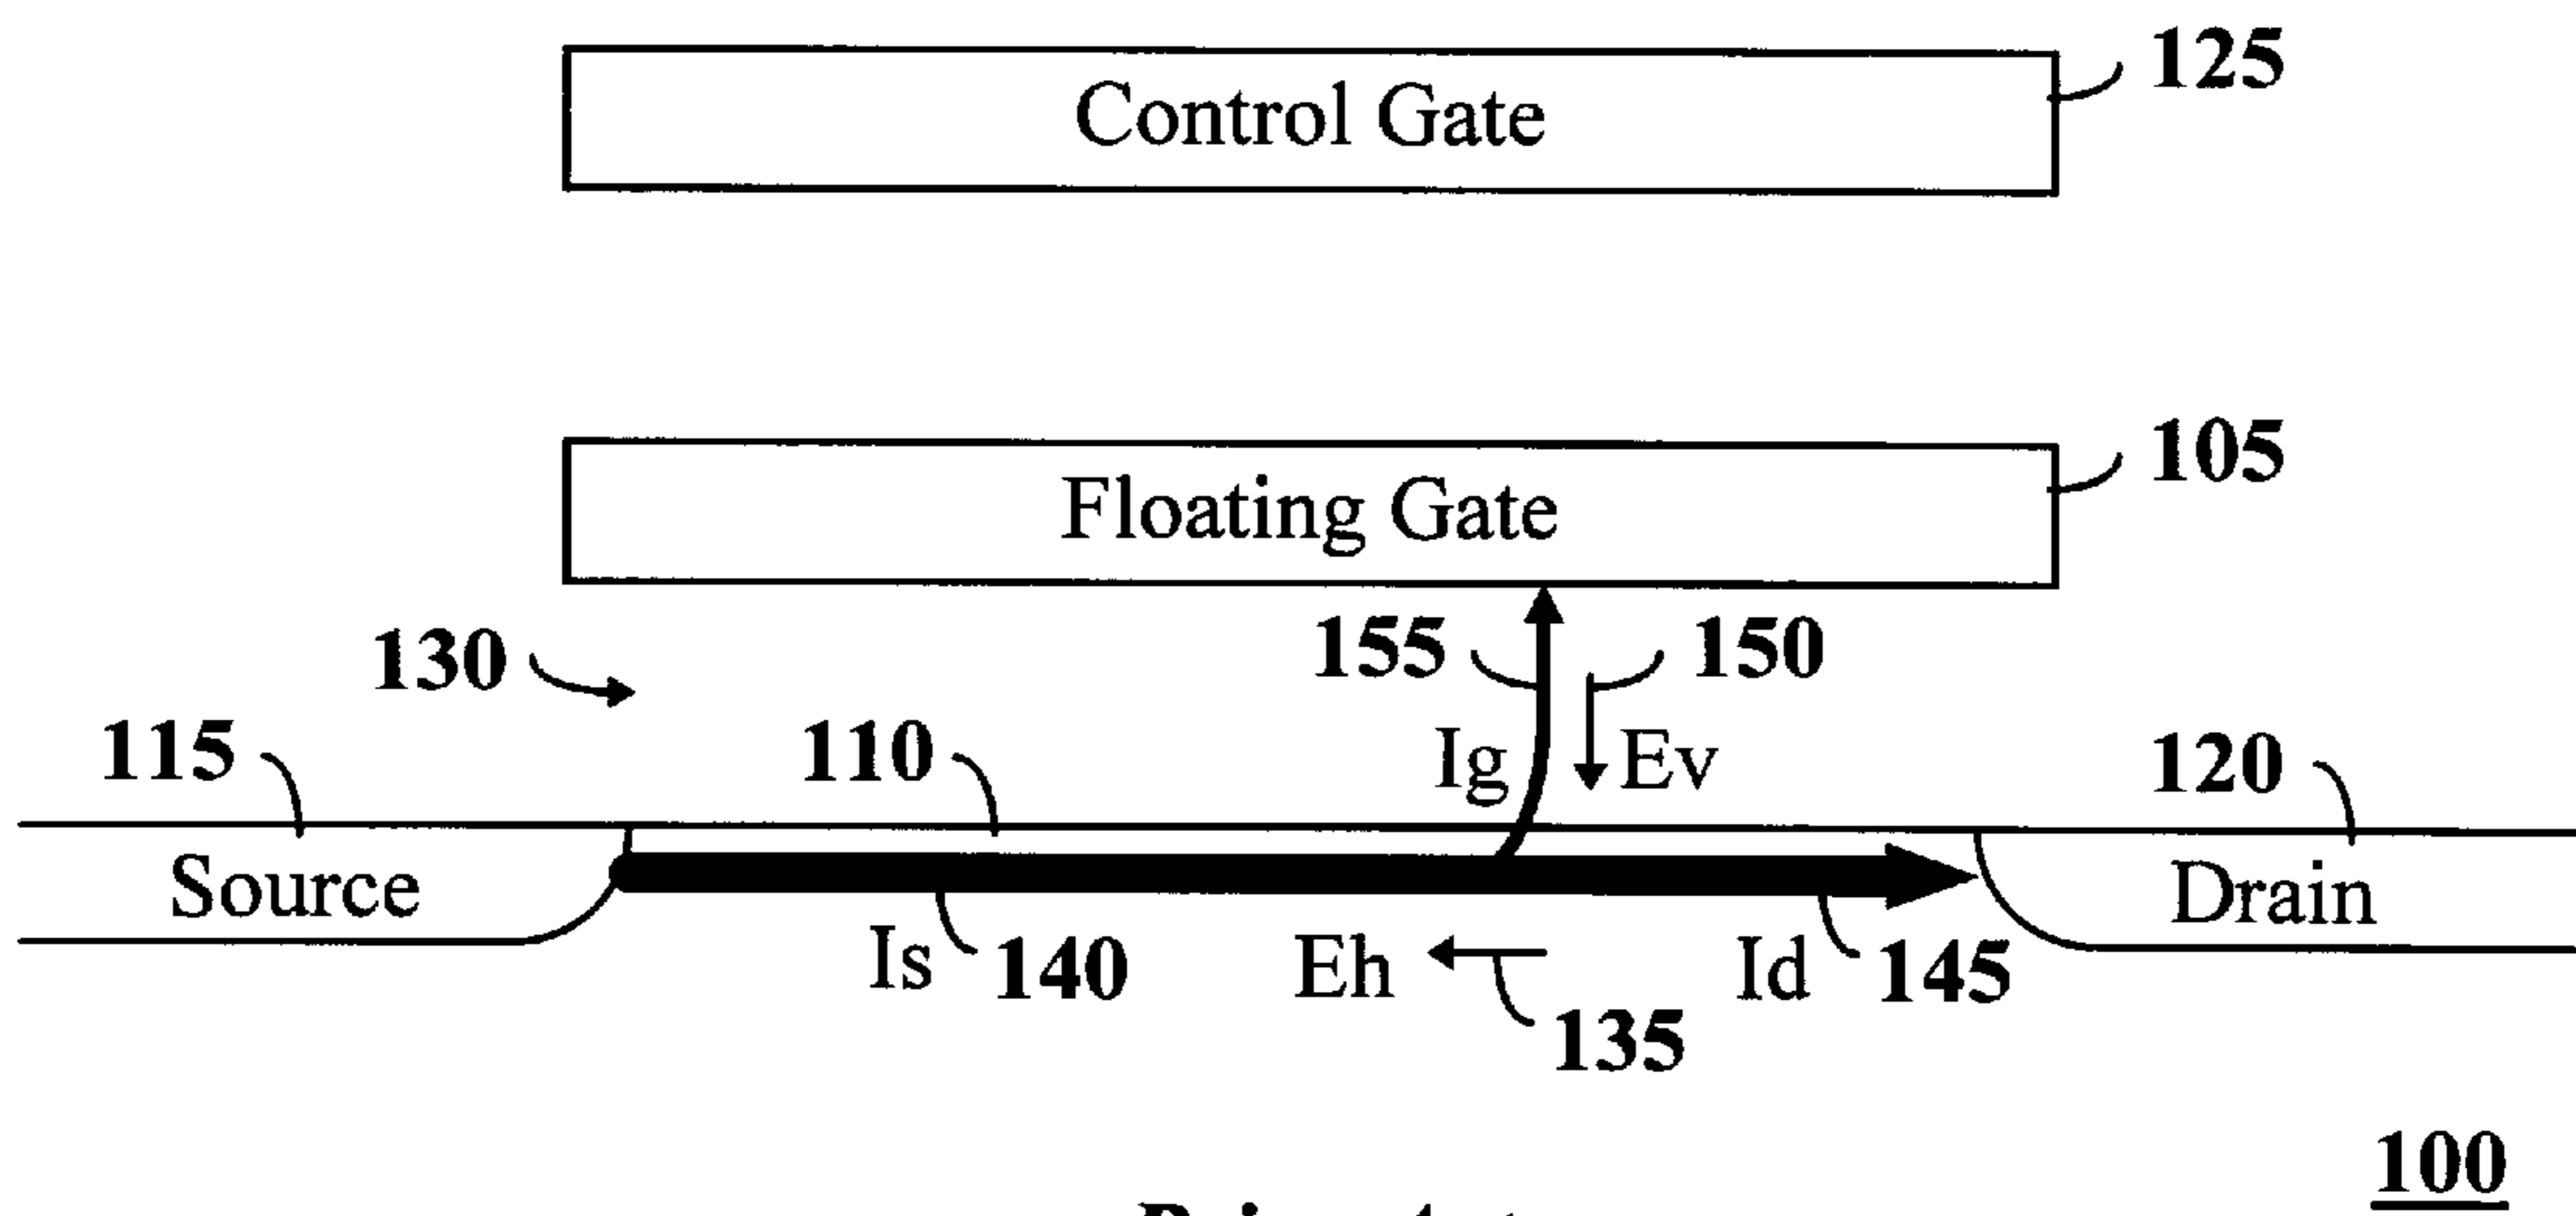 125
Control Gate
105
Floating Gate
130
155
150
115
110
Ig
Ev
120
Source
Drain
Is
140
Eh
Id
145
135
100